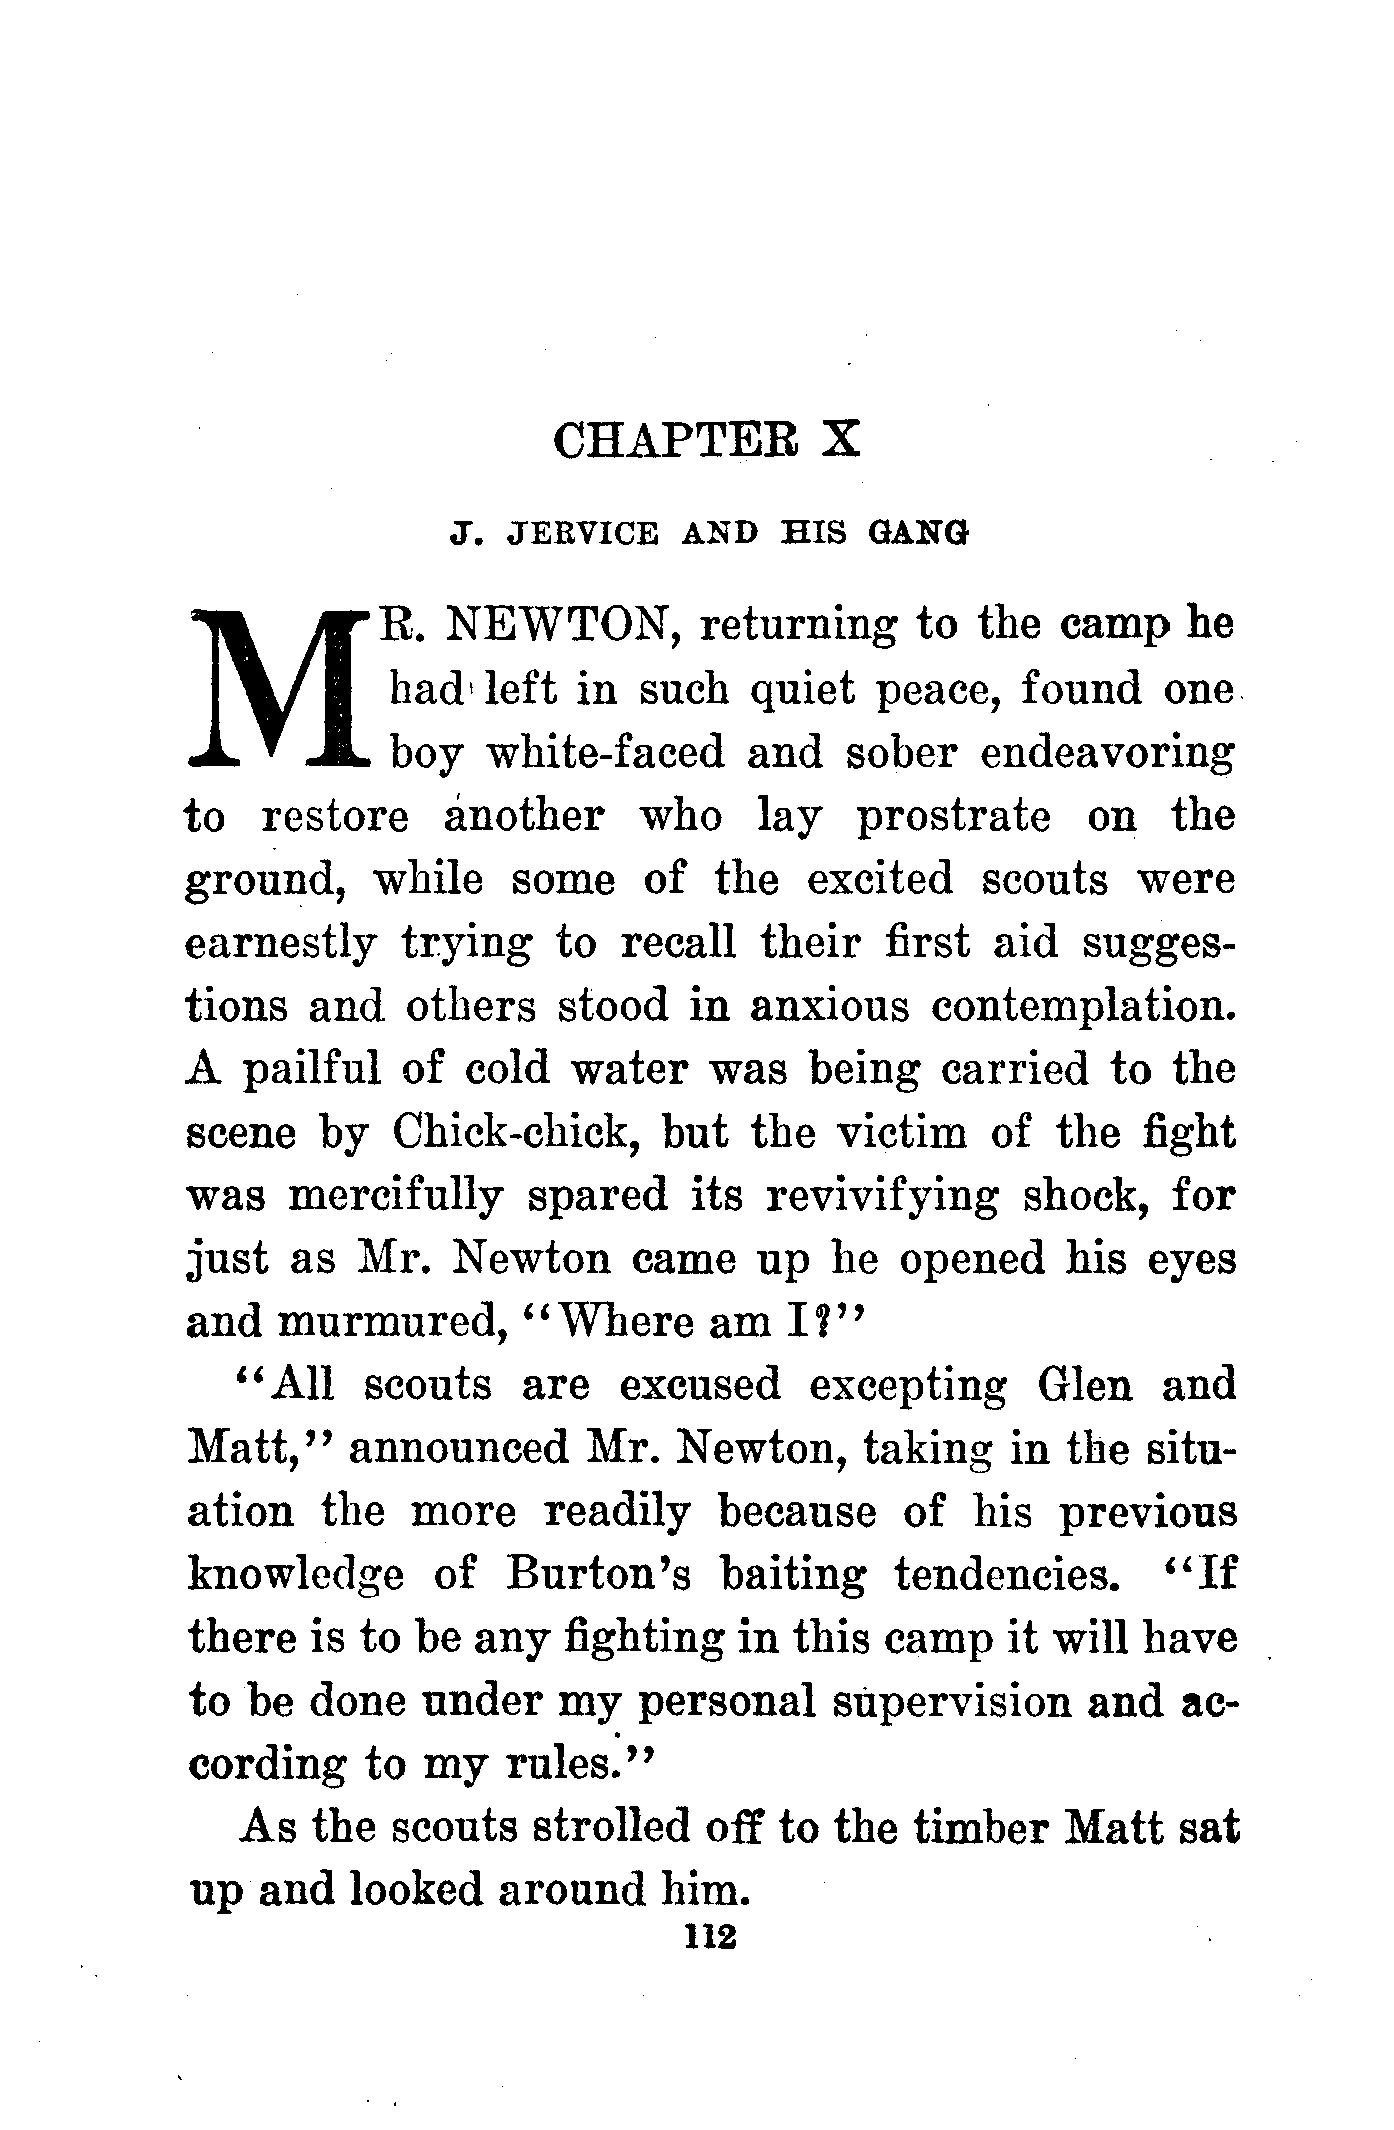 CHAPTER X
J. JERVICE AND HIS GANG
MR. NEWTON, returning to the camp he
had left in such quiet peace, found one
boy white-faced and sober endeavoring
to restore another who lay prostrate on the
ground, while some of the excited scouts were
earnestly trying to recall their first aid sugges-
tions and others stood in anxious contemplation.
A pailful of cold water was being carried to the
scene by Chick-chick, but the victim of the fight
was mercifully spared its revivifying shock, for
just as Mr. Newton came up he opened his eyes
and murmured, "Where am I?"
"All scouts are excused excepting Glen and
Matt," announced Mr. Newton, taking in the situ-
ation the more readily because of his previous
knowledge of Burton's baiting tendencies. "If
there is to be any fighting in this camp it will have
to be done under my personal supervision and ac-
cording to my rules."
As the scouts strolled off to the timber Matt sat
up and looked around him.
112